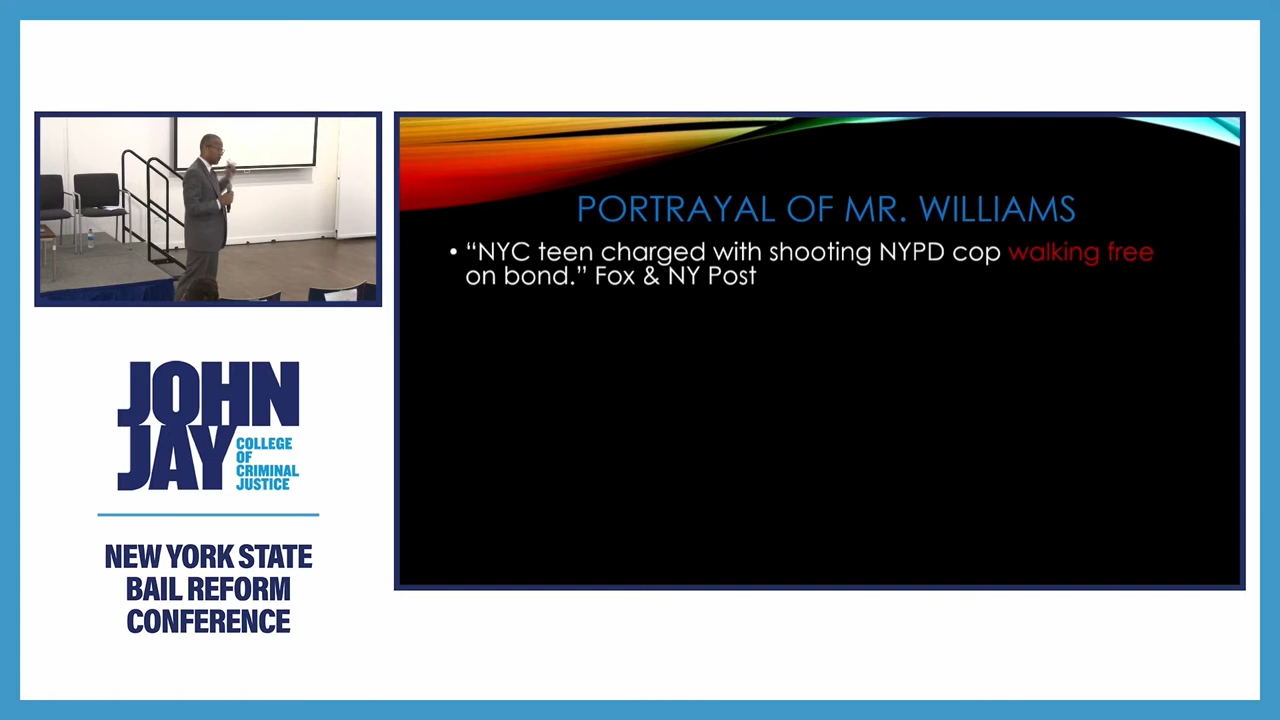 PORTRAYAL OF MR. WILLIAMS
• “NYC teen charged with shooting NYPD cop walking free
on bond.” Fox & NY Post
JOHN
JAY
COLLEGE
OF
CRIMINAL
JUSTICE
NEW YORK STATE
BAIL REFORM
CONFERENCE